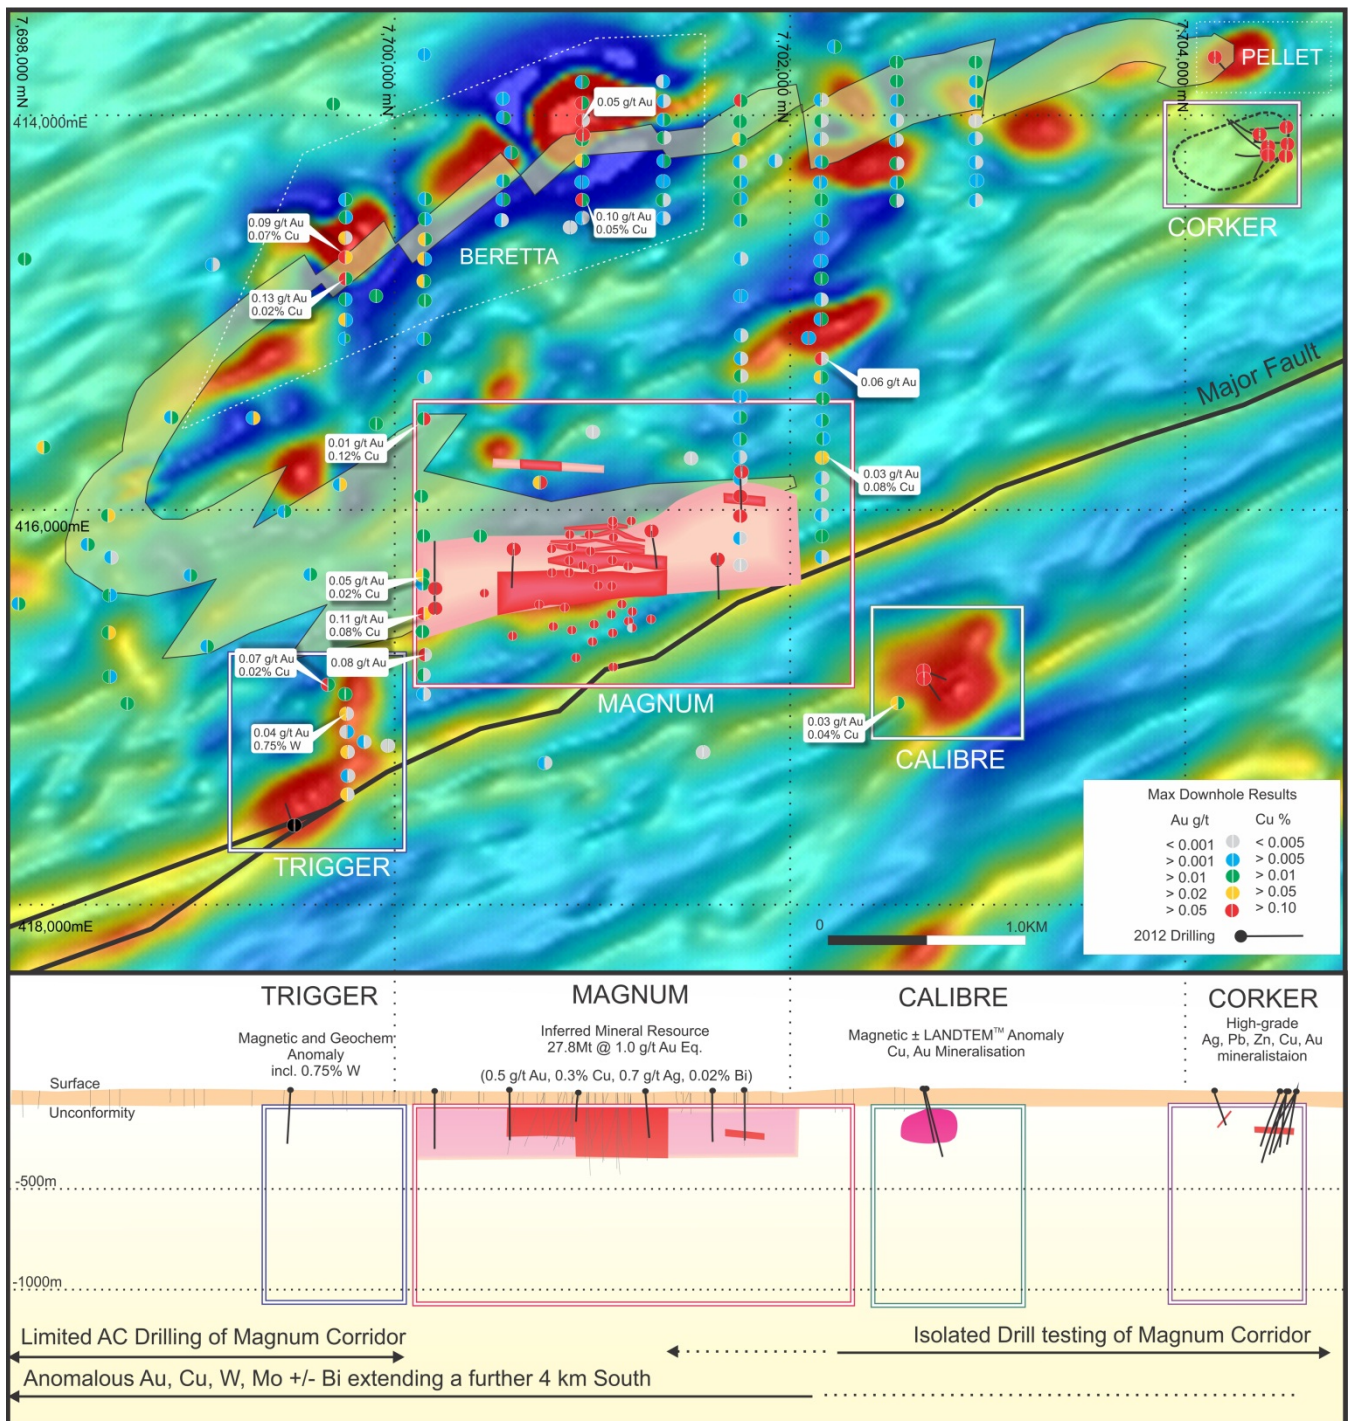 7,698,000 mN
7,700,000 mN
7,702,000 mN
7,704,000 mN
PELLET
414,000mE
0.05 g/t Au
CORKER
0.10 g/t Au
0.05% Cu
0.09 g/t Au
0.07% Cu
BERETTA
0.13 g/t Au
0.02% Cu
Major Fault
0.06 g/t Au
0.01 g/t Au
0.12% Cu
0.03 g/t Au
0.08% Cu
416,000mE
0.05 g/t Au
0.02% Cu
0.11 g/t Au
0.08% Cu
0.07 g/t Au
0.02% Cu
0.08 g/t Au
MAGNUM
0.04 g/t Au
0.75% W
0.03 g/t Au
0.04% Cu
CALIBRE
TRIGGER
418,000mE
0 1.0KM
Max Downhole Results
Au g/t Cu %
< 0.001 < 0.005
> 0.001 > 0.005
> 0.01 > 0.01
> 0.02 > 0.05
> 0.05 > 0.10
2012 Drilling
TRIGGER
Magnetic and Geochem
Anomaly
incl. 0.75% W
MAGNUM
Inferred Mineral Resource
27.8Mt @ 1.0 g/t Au Eq.
(0.5 g/t Au, 0.3% Cu, 0.7 g/t Ag, 0.02% Bi)
CALIBRE
Magnetic ± LANDTEM™ Anomaly
Cu, Au Mineralisation
CORKER
High-grade
Ag, Pb, Zn, Cu, Au
mineralistaion
Surface
Unconformity
-500m
-1000m
Limited AC Drilling of Magnum Corridor
Isolated Drill testing of Magnum Corridor
Anomalous Au, Cu, W, Mo +/- Bi extending a further 4 km South